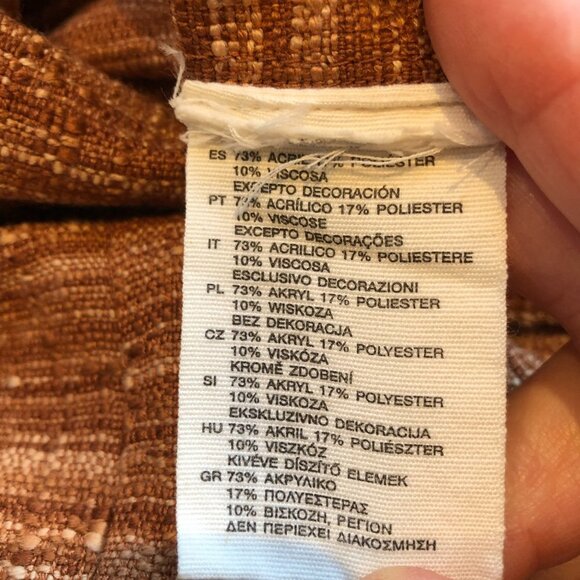 ES 73% ACRÍLICO 17% POLIESTER
10% VISCOSA
EXCEPTO DECORACIÓN
PT 73% ACRÍLICO 17% POLIESTER
10% VISCOSE
EXCEPTO DECORAÇÕES
IT 73% ACRILICO 17% POLIESTERE
10% VISCOSA
ESCLUSIVO DECORAZIONI
PL 73% AKRYL 17% POLIESTER
10% WISKOZA
BEZ DEKORACJA
CZ 73% AKRYL 17% POLYESTER
10% VISKÓZA
KROMĚ ZDOBENÍ
SI 73% AKRYL 17% POLYESTER
10% VISKOZA
EKSKLUZIVNO DEKORACIJA
HU 73% AKRIL 17% POLIÉSZTER
10% VISZKÓZ
KIVÉVE DÍSZÍTŐ ELEMEK
GR 73% ΑΚΡΥΛΙΚΟ
17% ΠΟΛΥΕΣΤΕΡΑΣ
10% ΒΙΣΚΟΖΗ, ΡΕΓΙΟΝ
ΔΕΝ ΠΕΡΙΕΧΕΙ ΔΙΑΚΟΣΜΗΣΗ